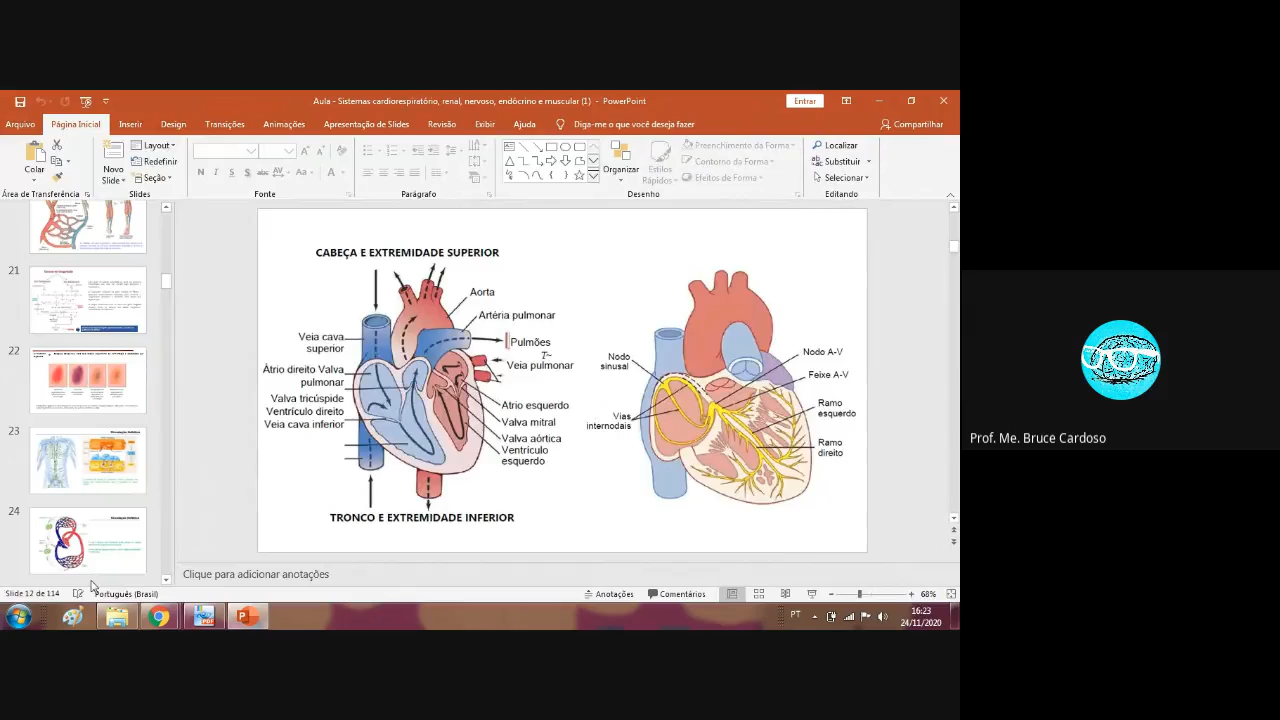 Aula - Sistemas cardiorespiratório, renal, nervoso, endócrino e muscular (1) - PowerPoint
Entrar
Arquivo
Página Inicial
Inserir
Design
Transições
Animações
Apresentação de Slides
Revisão
Exibir
Ajuda
Diga-me o que você deseja fazer
Compartilhar
Colar
Novo
Slide
Layout
Redefinir
Seção
N I S S abc AV Aa A
Organizar
Estilos
Rápidos
Preenchimento da Forma
Contorno da Forma
Efeitos de Forma
Localizar
Substituir
Selecionar
Área de Transferência
Slides
Fonte
Parágrafo
Desenho
Editando
21
22
23
24
CABEÇA E EXTREMIDADE SUPERIOR
Aorta
Artéria pulmonar
Pulmões
Veia pulmonar
Veia cava
superior
Átrio direito Valva
pulmonar
Valva tricúspide
Ventrículo direito
Veia cava inferior
Atrio esquerdo
Valva mitral
Valva aórtica
Ventrículo
esquerdo
TRONCO E EXTREMIDADE INFERIOR
Nodo
sinusal
Vias
internodais
Nodo A-V
Feixe A-V
Ramo
esquerdo
Ramo
direito
Clique para adicionar anotações
Slide 12 de 114
Português (Brasil)
Anotações
Comentários
68%
PT
16:23
24/11/2020
Prof. Me. Bruce Cardoso